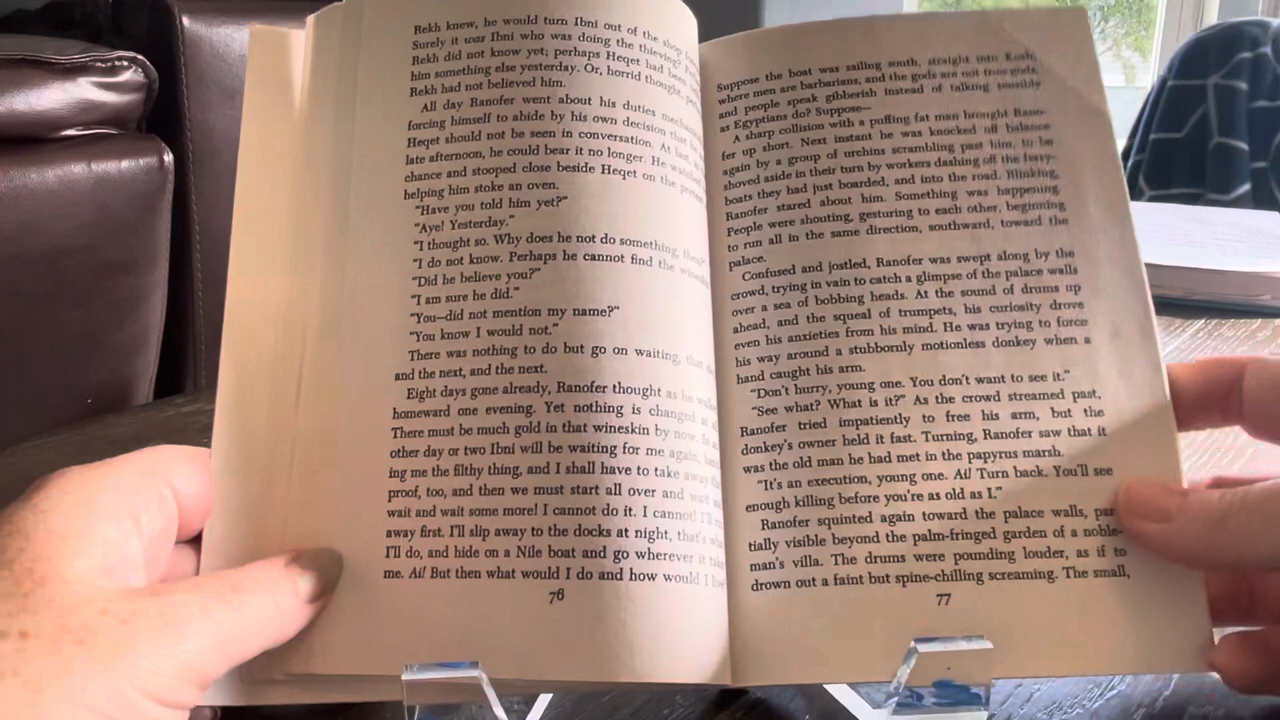 Rekh knew, he would turn Ibni out of the shop
Surely it was Ibni who was doing the thieving?
Rekh did not know yet; perhaps Heqet had been
him something else yesterday. Or, horrid thought,
Rekh had not believed him.
All day Ranofer went about his duties
forcing himself to abide by his own decision that he
Heqet should not be seen in conversation. At last,
late afternoon, he could bear it no longer. He watched
chance and stooped close beside Heqet on the
helping him stoke an oven.
“Have you told him yet?”
“Aye! Yesterday.”
“I thought so. Why does he not do something, then?”
“I do not know. Perhaps he cannot find the
“Did he believe you?”
“I am sure he did.”
“You—did not mention my name?”
“You know I would not.”
There was nothing to do but go on waiting, that
and the next, and the next.
Eight days gone already, Ranofer thought as he
homeward one evening. Yet nothing is changed at
There must be much gold in that wineskin by now. In
other day or two Ibni will be waiting for me again,
ing me the filthy thing, and I shall have to take away
proof, too, and then we must start all over and wait
wait and wait some more! I cannot do it. I cannot! I'll
away first. I'll slip away to the docks at night, that's
I'll do, and hide on a Nile boat and go wherever it
me. Ai! But then what would I do and how would I
76
Suppose the boat was sailing south, straight into Kush,
where men are barbarians, and the gods are not true gods,
and people speak gibberish instead of talking sensibly
as Egyptians do? Suppose—
A sharp collision with a puffing fat man brought Rano-
fer up short. Next instant he was knocked off balance
again by a group of urchins scrambling past him, to be
shoved aside in their turn by workers dashing off the ferry-
boats they had just boarded, and into the road. Blinking,
Ranofer stared about him. Something was happening.
People were shouting, gesturing to each other, beginning
to run all in the same direction, southward, toward the
palace.
Confused and jostled, Ranofer was swept along by the
crowd, trying in vain to catch a glimpse of the palace walls
over a sea of bobbing heads. At the sound of drums up
ahead, and the squeal of trumpets, his curiosity drove
even his anxieties from his mind. He was trying to force
his way around a stubbornly motionless donkey when a
hand caught his arm.
“Don't hurry, young one. You don't want to see it.”
“See what? What is it?” As the crowd streamed past,
Ranofer tried impatiently to free his arm, but the
donkey's owner held it fast. Turning, Ranofer saw that it
was the old man he had met in the papyrus marsh.
“It's an execution, young one. Ai! Turn back. You'll see
enough killing before you're as old as I.”
Ranofer squinted again toward the palace walls, par-
tially visible beyond the palm-fringed garden of a noble-
man's villa. The drums were pounding louder, as if to
drown out a faint but spine-chilling screaming. The small,
77